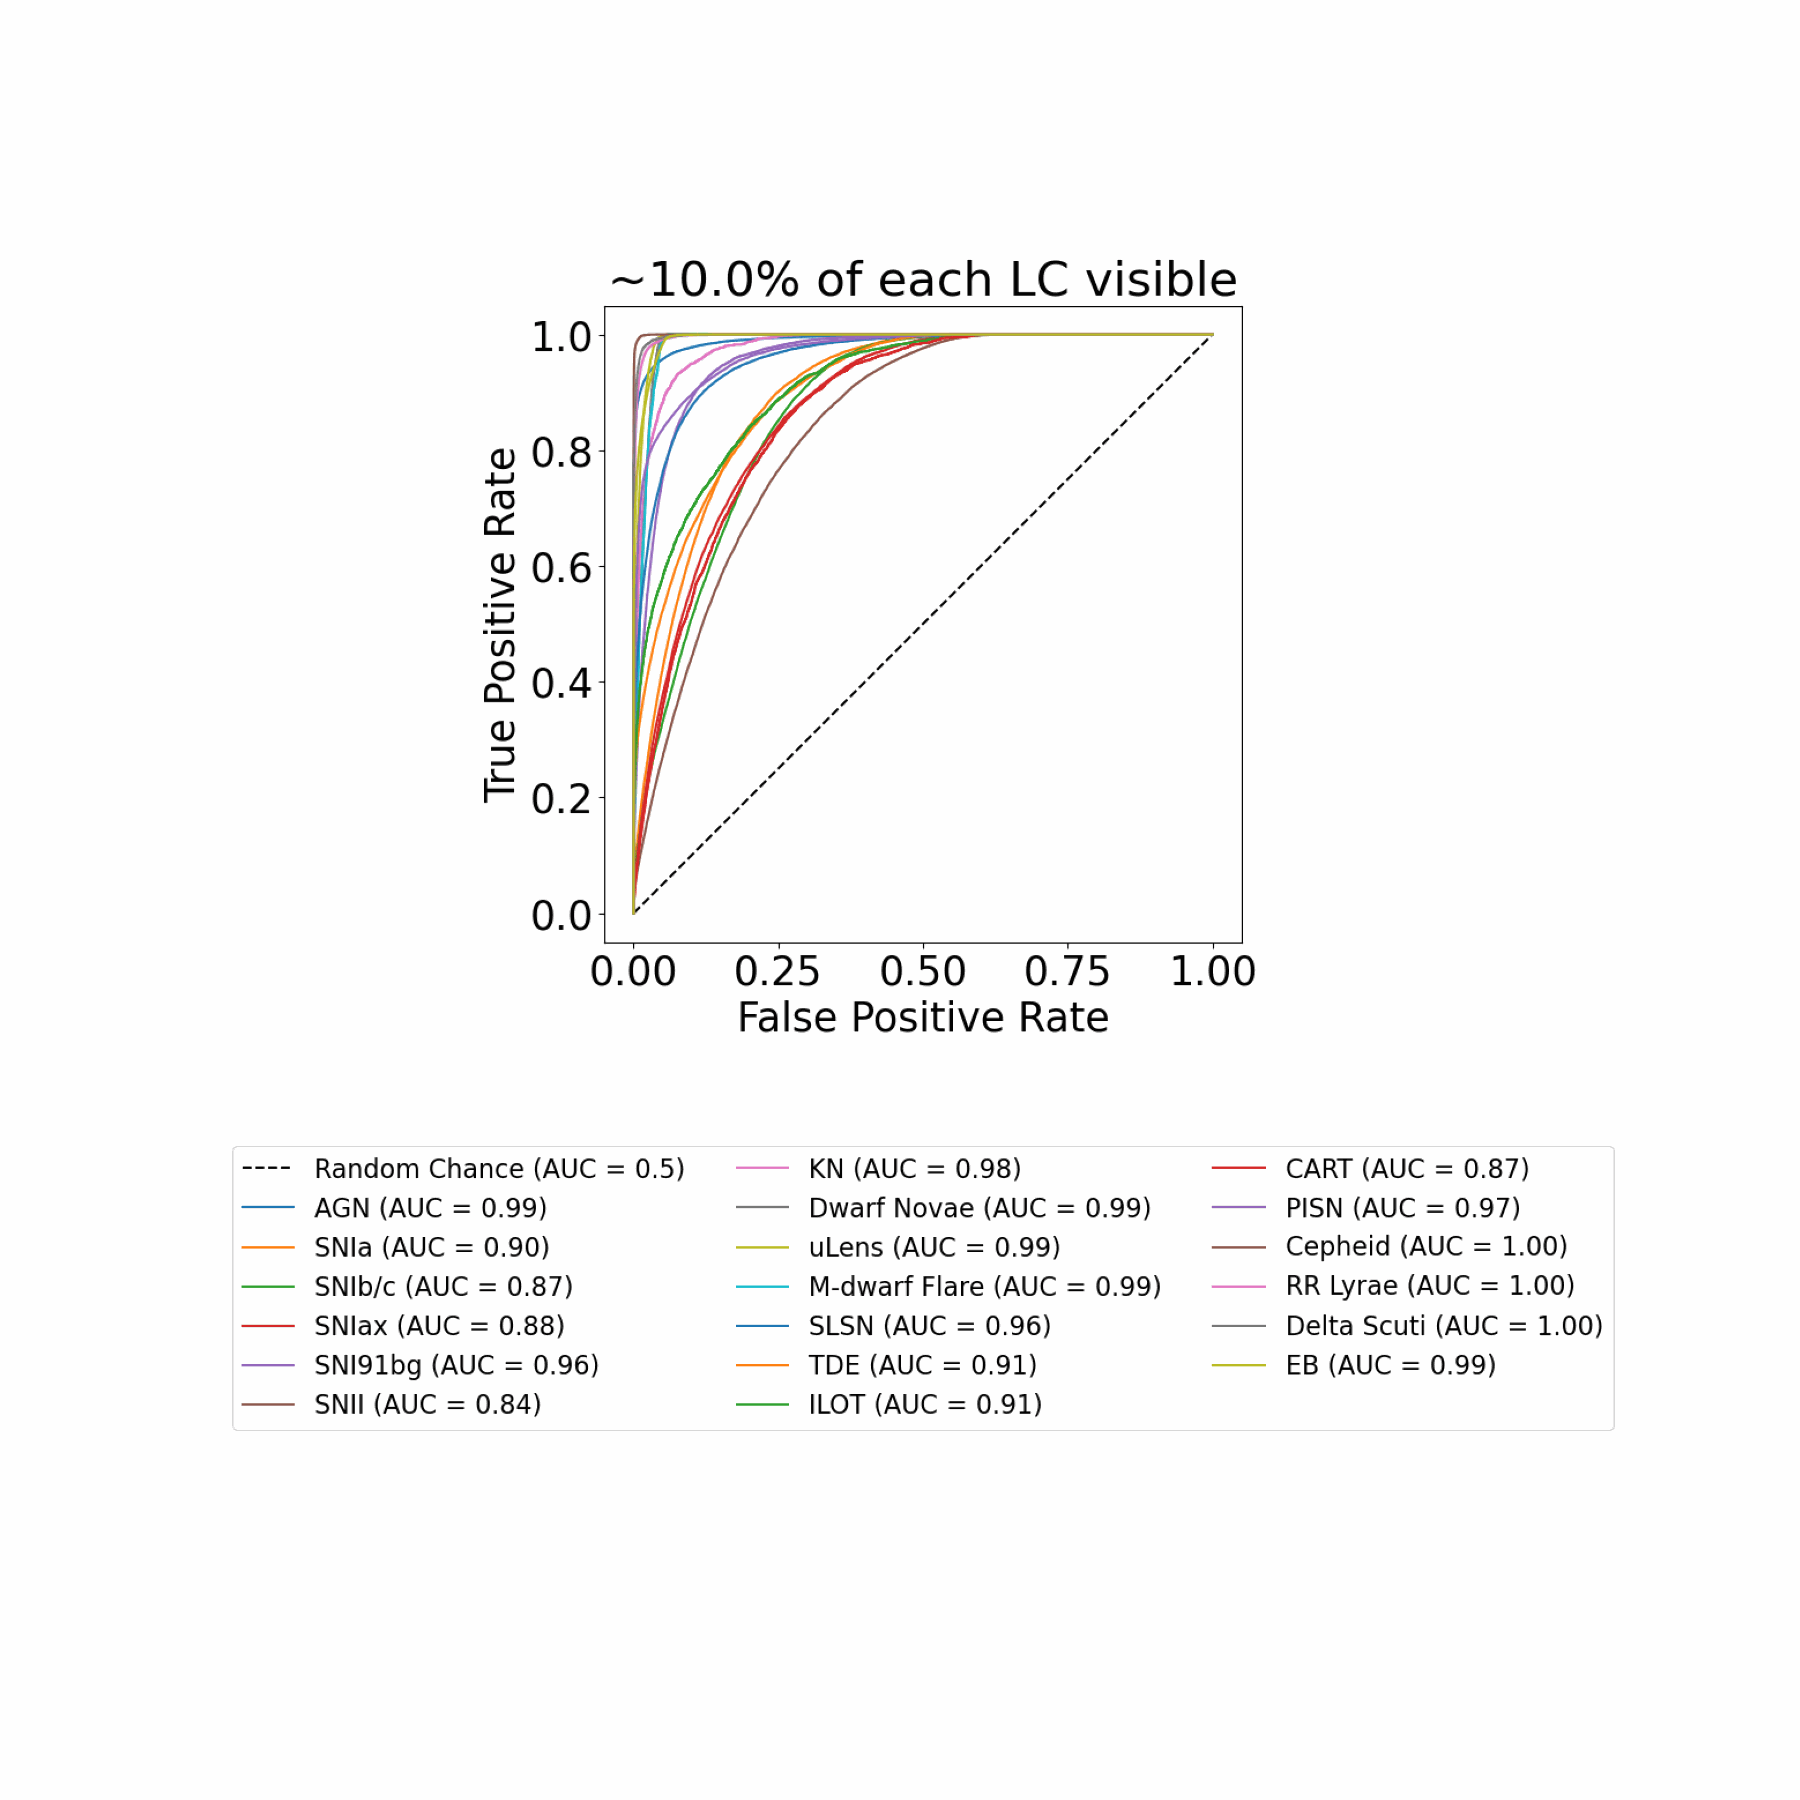 ~10.0% of each LC visible
True Positive Rate
1.0
0.8
0.6
0.4
0.2
0.0
0.00 0.25 0.50 0.75 1.00
False Positive Rate
Random Chance (AUC = 0.5)
AGN (AUC = 0.99)
SNIa (AUC = 0.90)
SNIb/c (AUC = 0.87)
SNIax (AUC = 0.88)
SNI91bg (AUC = 0.96)
SNII (AUC = 0.84)
KN (AUC = 0.98)
Dwarf Novae (AUC = 0.99)
uLens (AUC = 0.99)
M-dwarf Flare (AUC = 0.99)
SLSN (AUC = 0.96)
TDE (AUC = 0.91)
ILOT (AUC = 0.91)
CART (AUC = 0.87)
PISN (AUC = 0.97)
Cepheid (AUC = 1.00)
RR Lyrae (AUC = 1.00)
Delta Scuti (AUC = 1.00)
EB (AUC = 0.99)